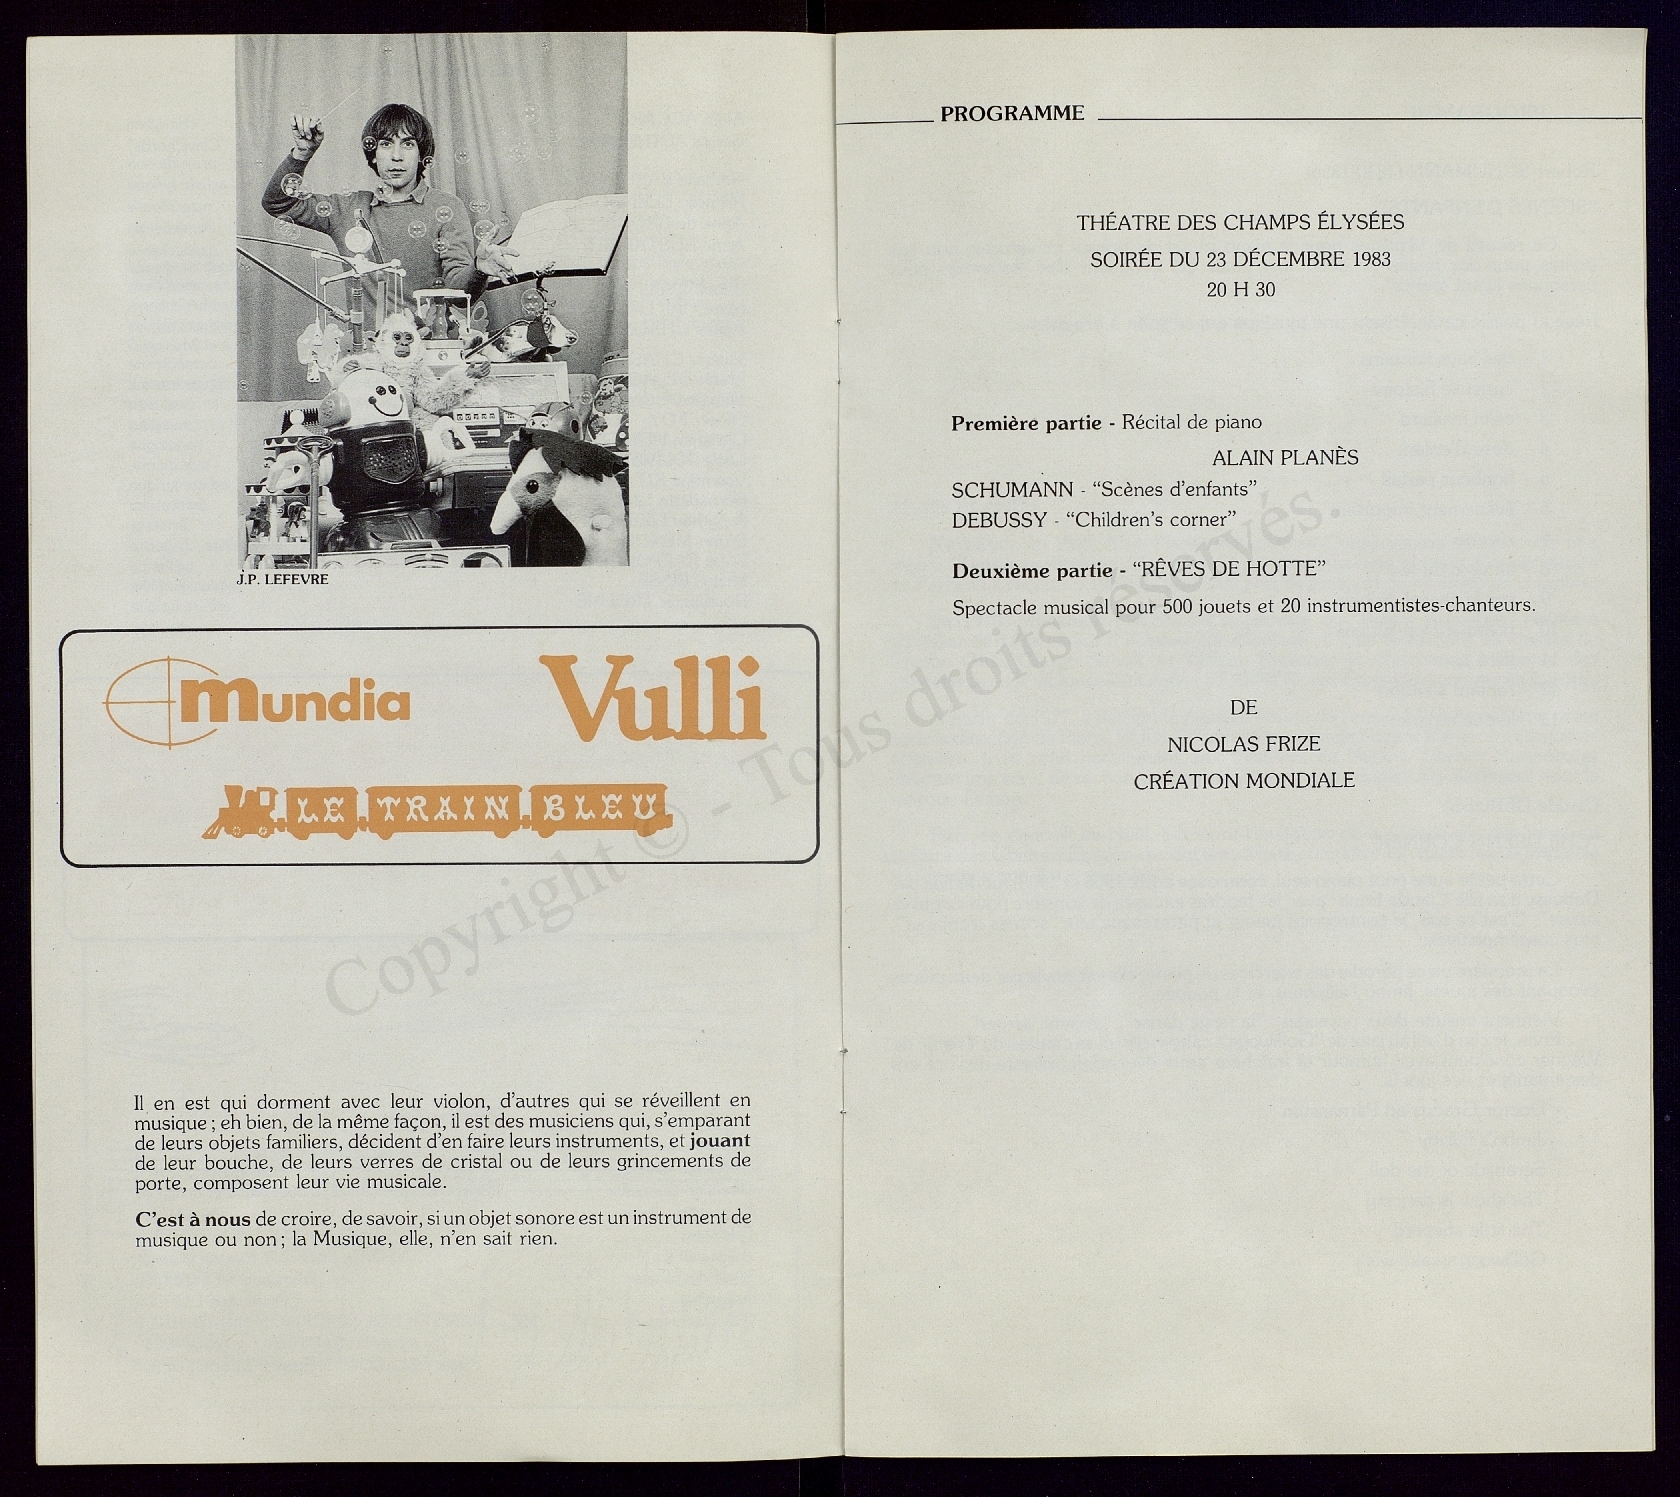 J.P. LEFEVRE
mundia
Vulli
LE TRAIN BLEU
Il en est qui dorment avec leur violon, d'autres qui se réveillent en
musique ; eh bien, de la même façon, il est des musiciens qui, s'emparant
de leurs objets familiers, décident d'en faire leurs instruments, et jouant
de leur bouche, de leurs verres de cristal ou de leurs grincements de
porte, composent leur vie musicale.
C'est à nous de croire, de savoir, si un objet sonore est un instrument de
musique ou non ; la Musique, elle, n'en sait rien.
PROGRAMME
THÉATRE DES CHAMPS ÉLYSÉES
SOIRÉE DU 23 DÉCEMBRE 1983
20 H 30
Première partie - Récital de piano
ALAIN PLANÈS
SCHUMANN - “Scènes d'enfants”
DEBUSSY - “Children's corner”
Deuxième partie - “RÊVES DE HOTTE”
Spectacle musical pour 500 jouets et 20 instrumentistes-chanteurs.
DE
NICOLAS FRIZE
CRÉATION MONDIALE
Copyright © - Tous droits réservés.